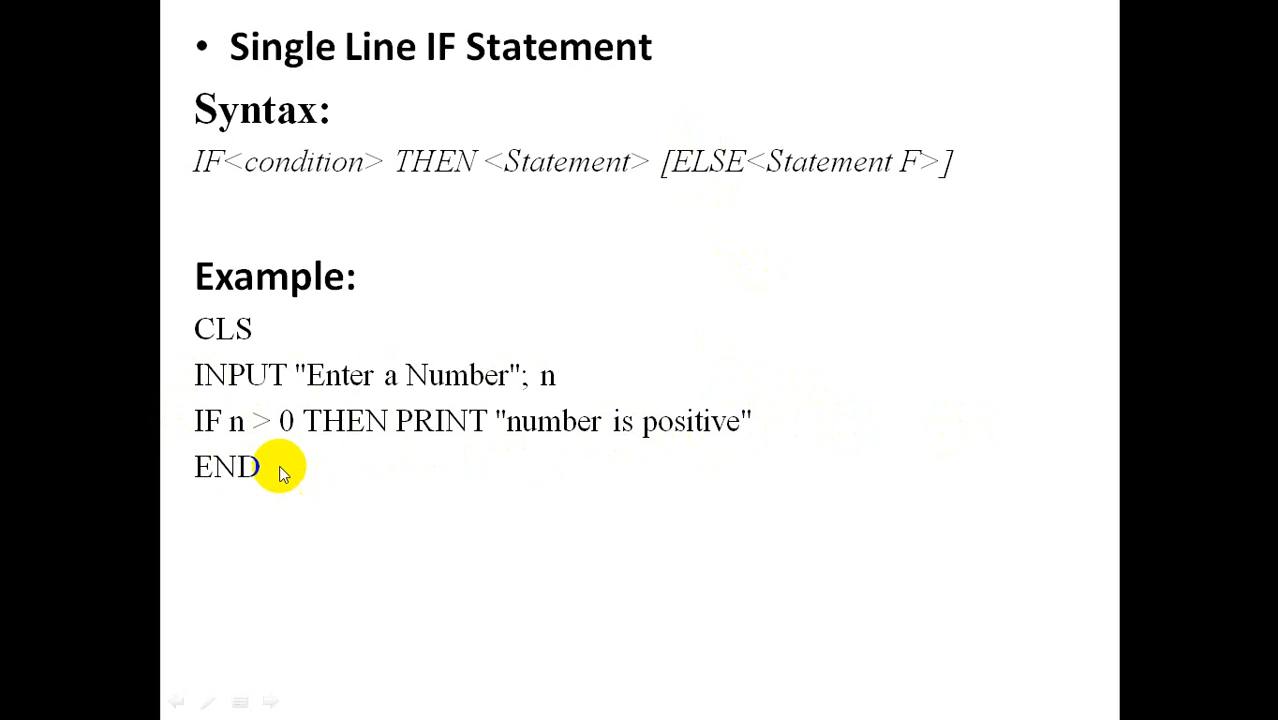 • Single Line IF Statement
Syntax:
IF<condition> THEN <Statement> [ELSE<Statement F>]
Example:
CLS
INPUT "Enter a Number"; n
IF n > 0 THEN PRINT "number is positive"
END